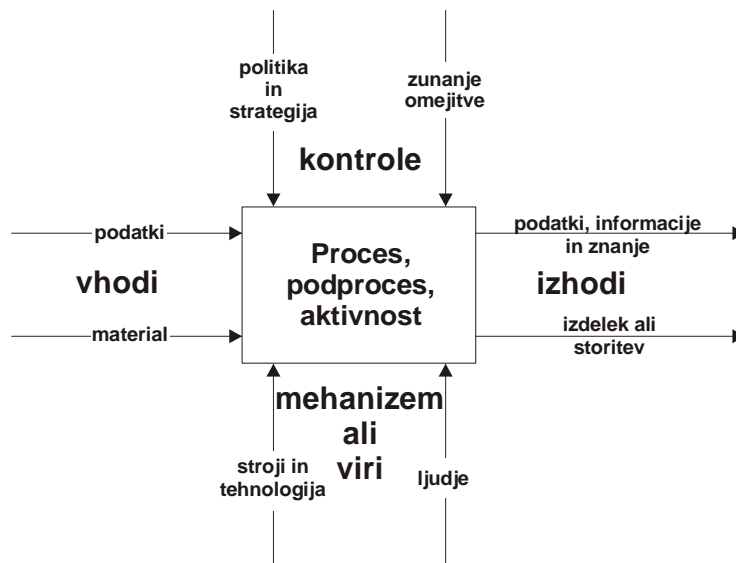 politika
in
strategija
zunanje
omejitve
kontrole
podatki
vhodi
material
Proces,
podproces,
aktivnost
podatki, informacije
in znanje
izhodi
izdelek ali
storitev
mehanizem
ali
viri
stroji in
tehnologija
ljudje